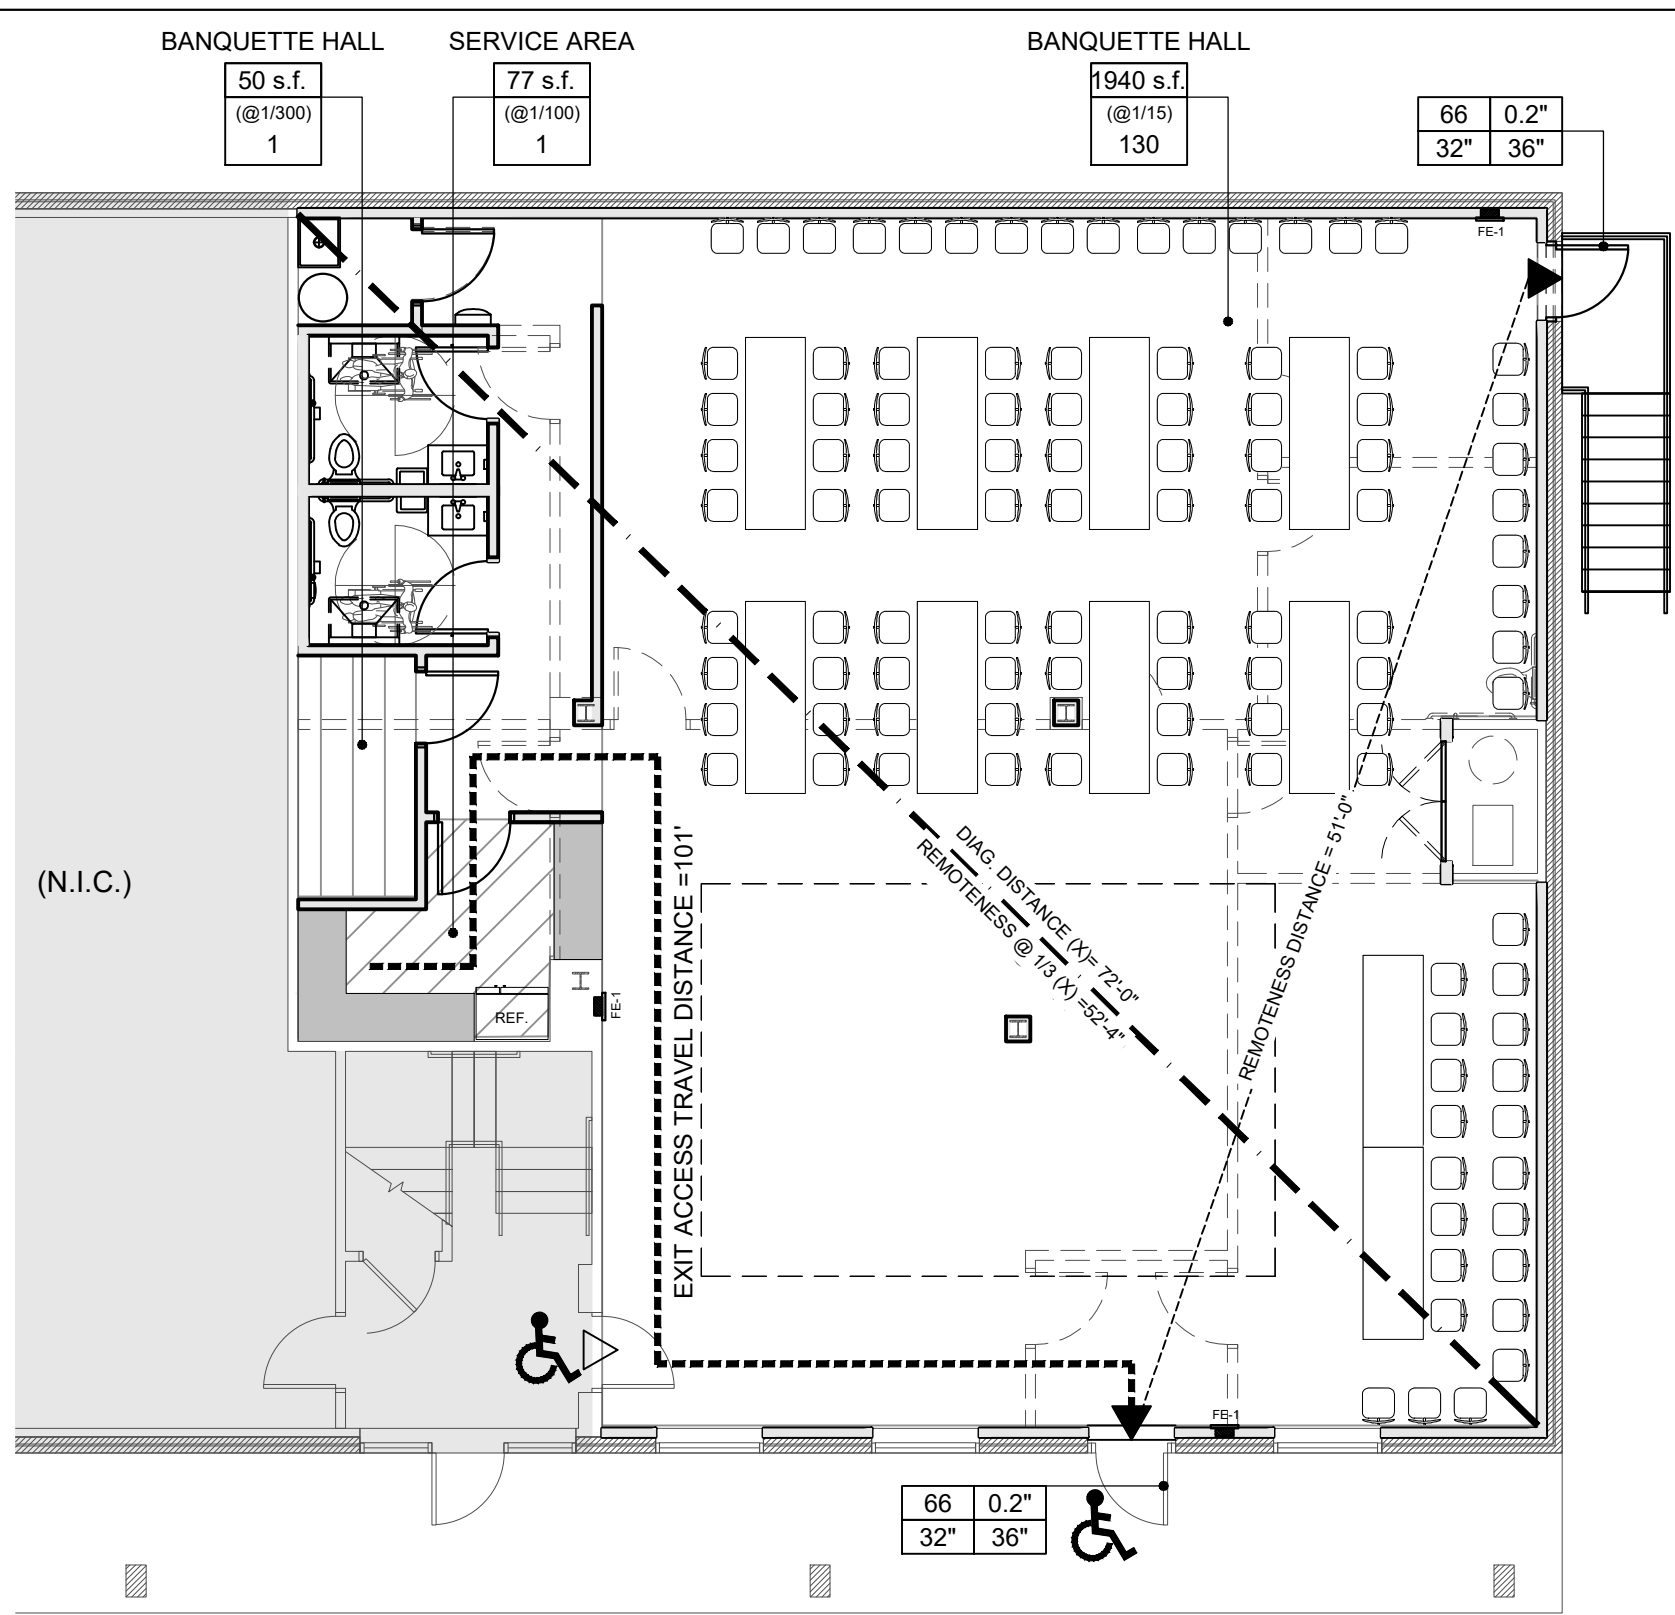 BANQUETTE HALL
50 s.f.
(@1/300)
1
SERVICE AREA
77 s.f.
(@1/100)
1
BANQUETTE HALL
1940 s.f.
(@1/15)
130
66 0.2"
32" 36"
FE-1
(N.I.C.)
REF.
FE-1
EXIT ACCESS TRAVEL DISTANCE =101'
DIAG. DISTANCE (X)= 72'-0"
REMOTENESS @ 1/3 (X) =52'-4"
REMOTENESS DISTANCE = 51'-0"
FE-1
66 0.2"
32" 36"